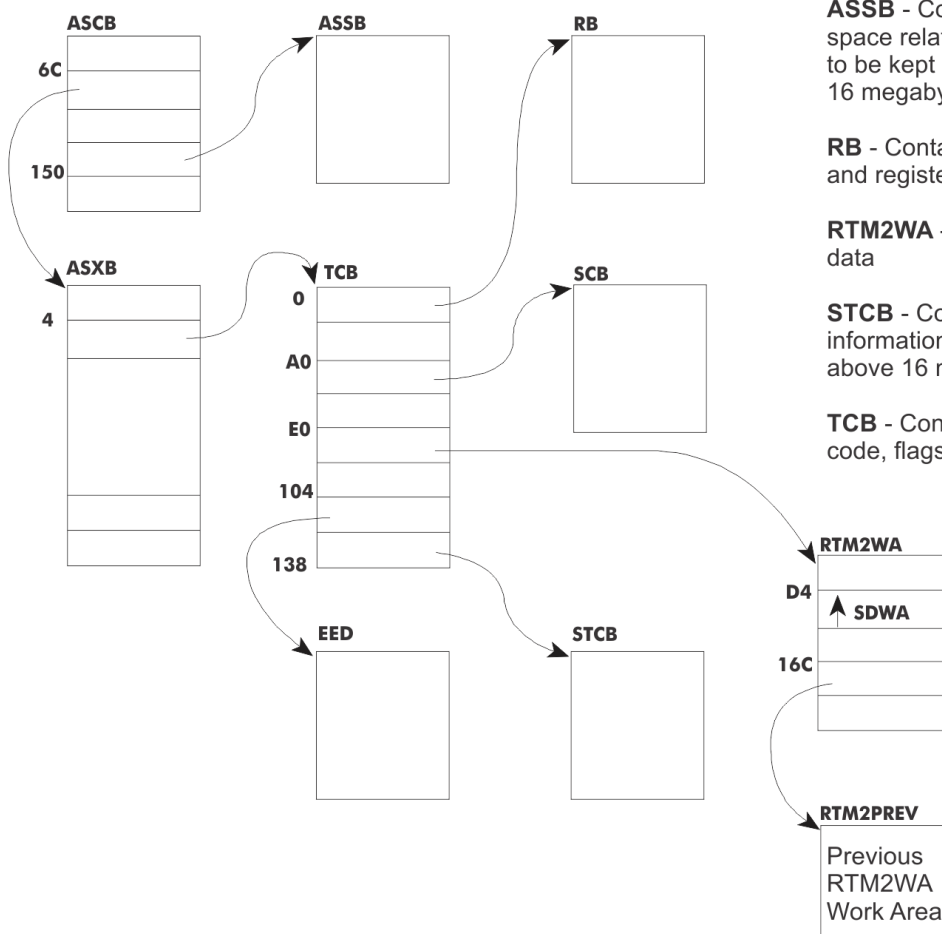 ASCB
6C
150
ASSB
RB
ASXB
4
TCB
0
A0
E0
104
138
SCB
EED
STCB
ASSB - Co
space rela
to be kept
16 megaby
RB - Conta
and registe
RTM2WA -
data
STCB - Co
information
above 16
TCB - Con
code, flags
RTM2WA
D4
SDWA
16C
RTM2PREV
Previous
RTM2WA
Work Area